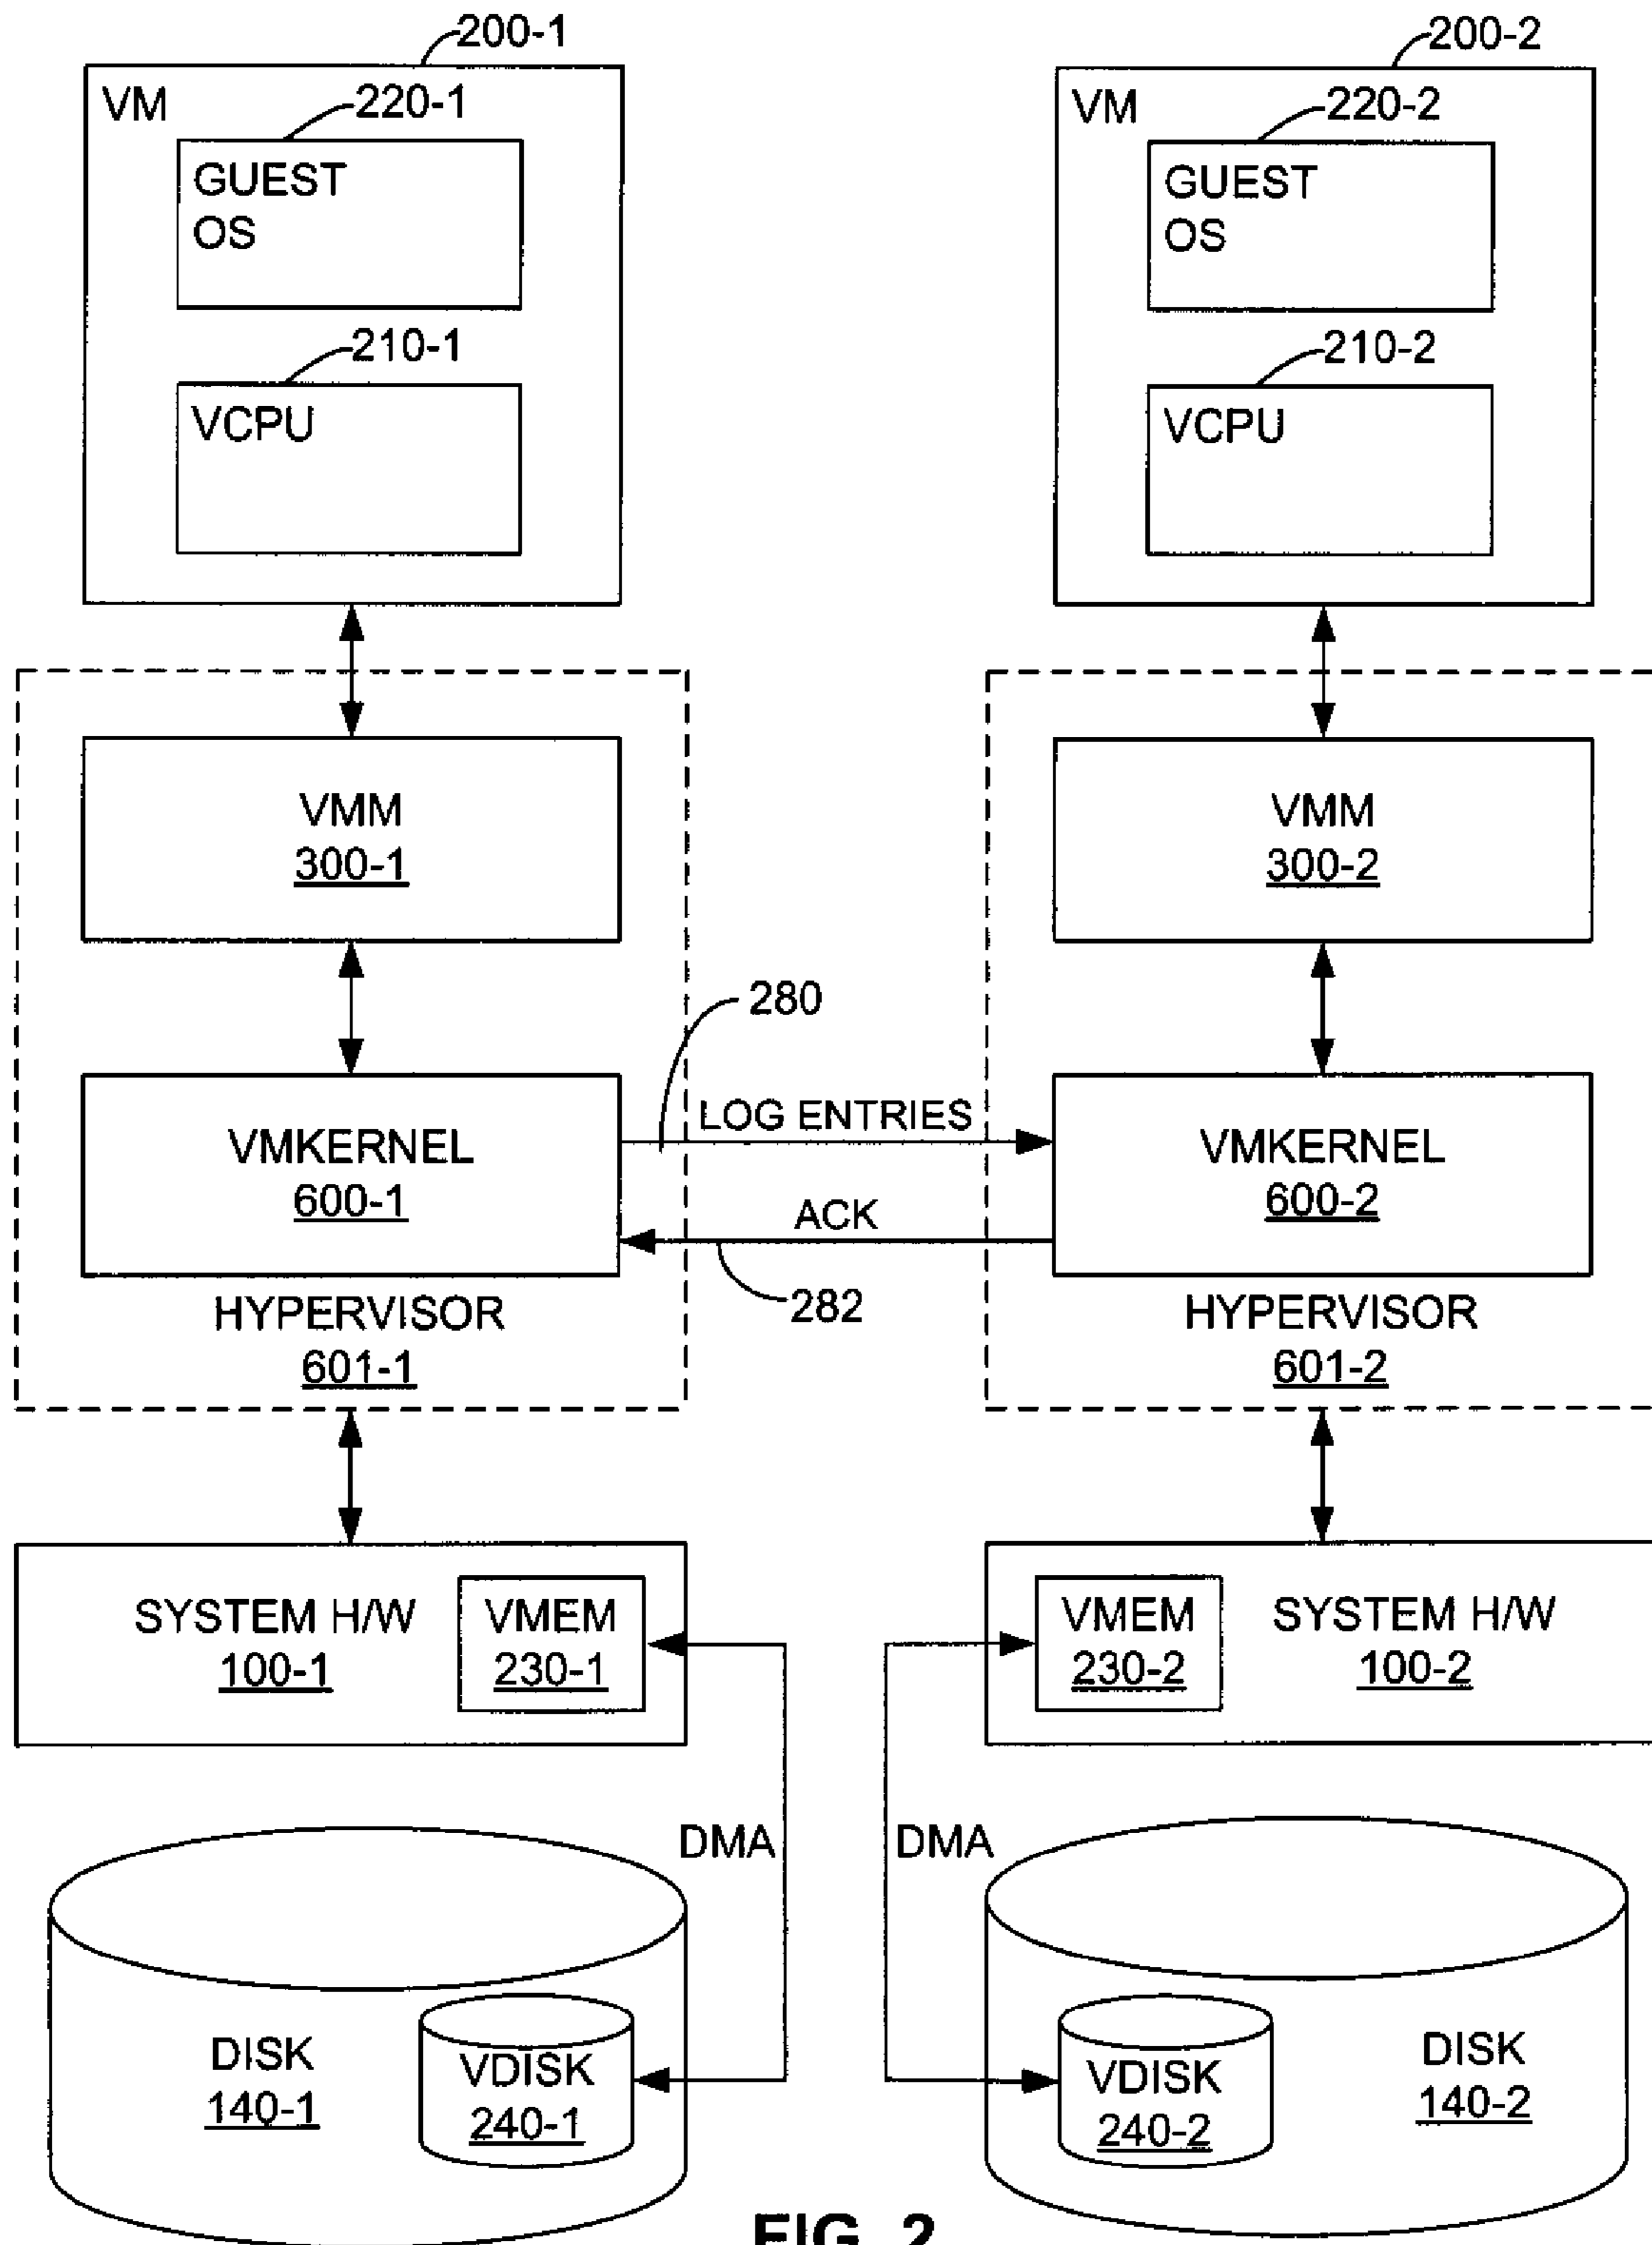 200-1
VM
220-1
GUEST
OS
210-1
VCPU
200-2
VM
220-2
GUEST
OS
210-2
VCPU
VMM
300-1
VMM
300-2
280
LOG ENTRIES
VMKERNEL
600-1
VMKERNEL
600-2
ACK
282
HYPERVISOR
601-1
HYPERVISOR
601-2
SYSTEM H/W
100-1
VMEM
230-1
VMEM
230-2
SYSTEM H/W
100-2
DMA
DMA
DISK
140-1
VDISK
240-1
VDISK
240-2
DISK
140-2
FIG. 2